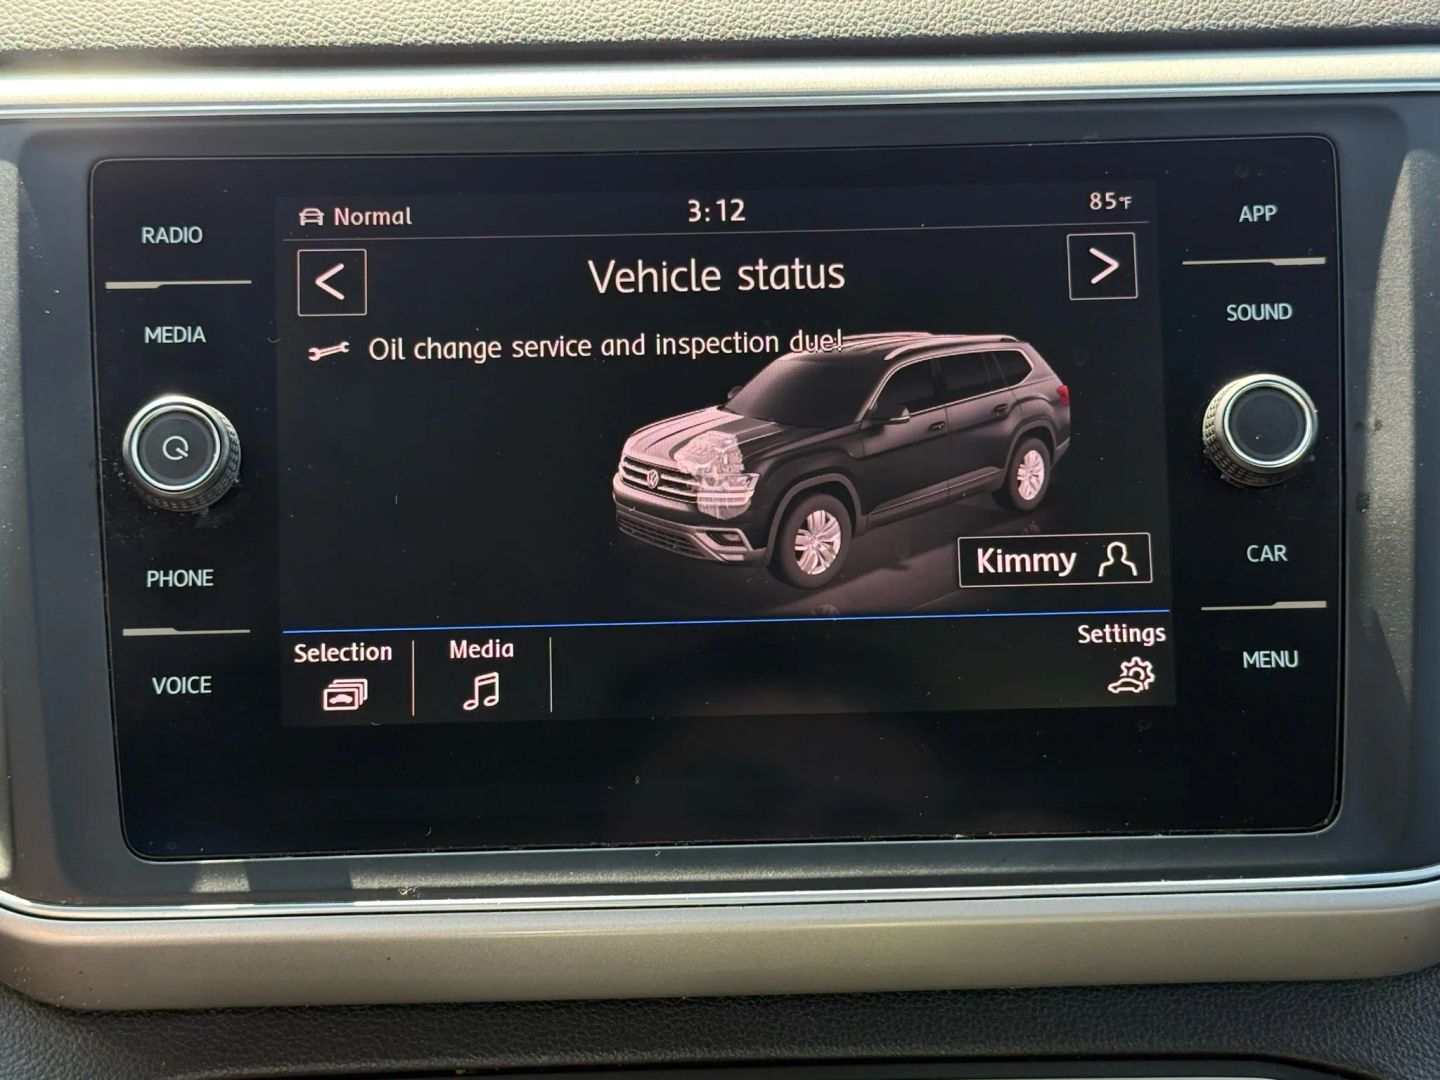 RADIO
MEDIA
PHONE
VOICE
Normal
3:12
85°F
<
Vehicle status
>
Oil change service and inspection due!
Kimmy
Selection
Media
Settings
APP
SOUND
CAR
MENU